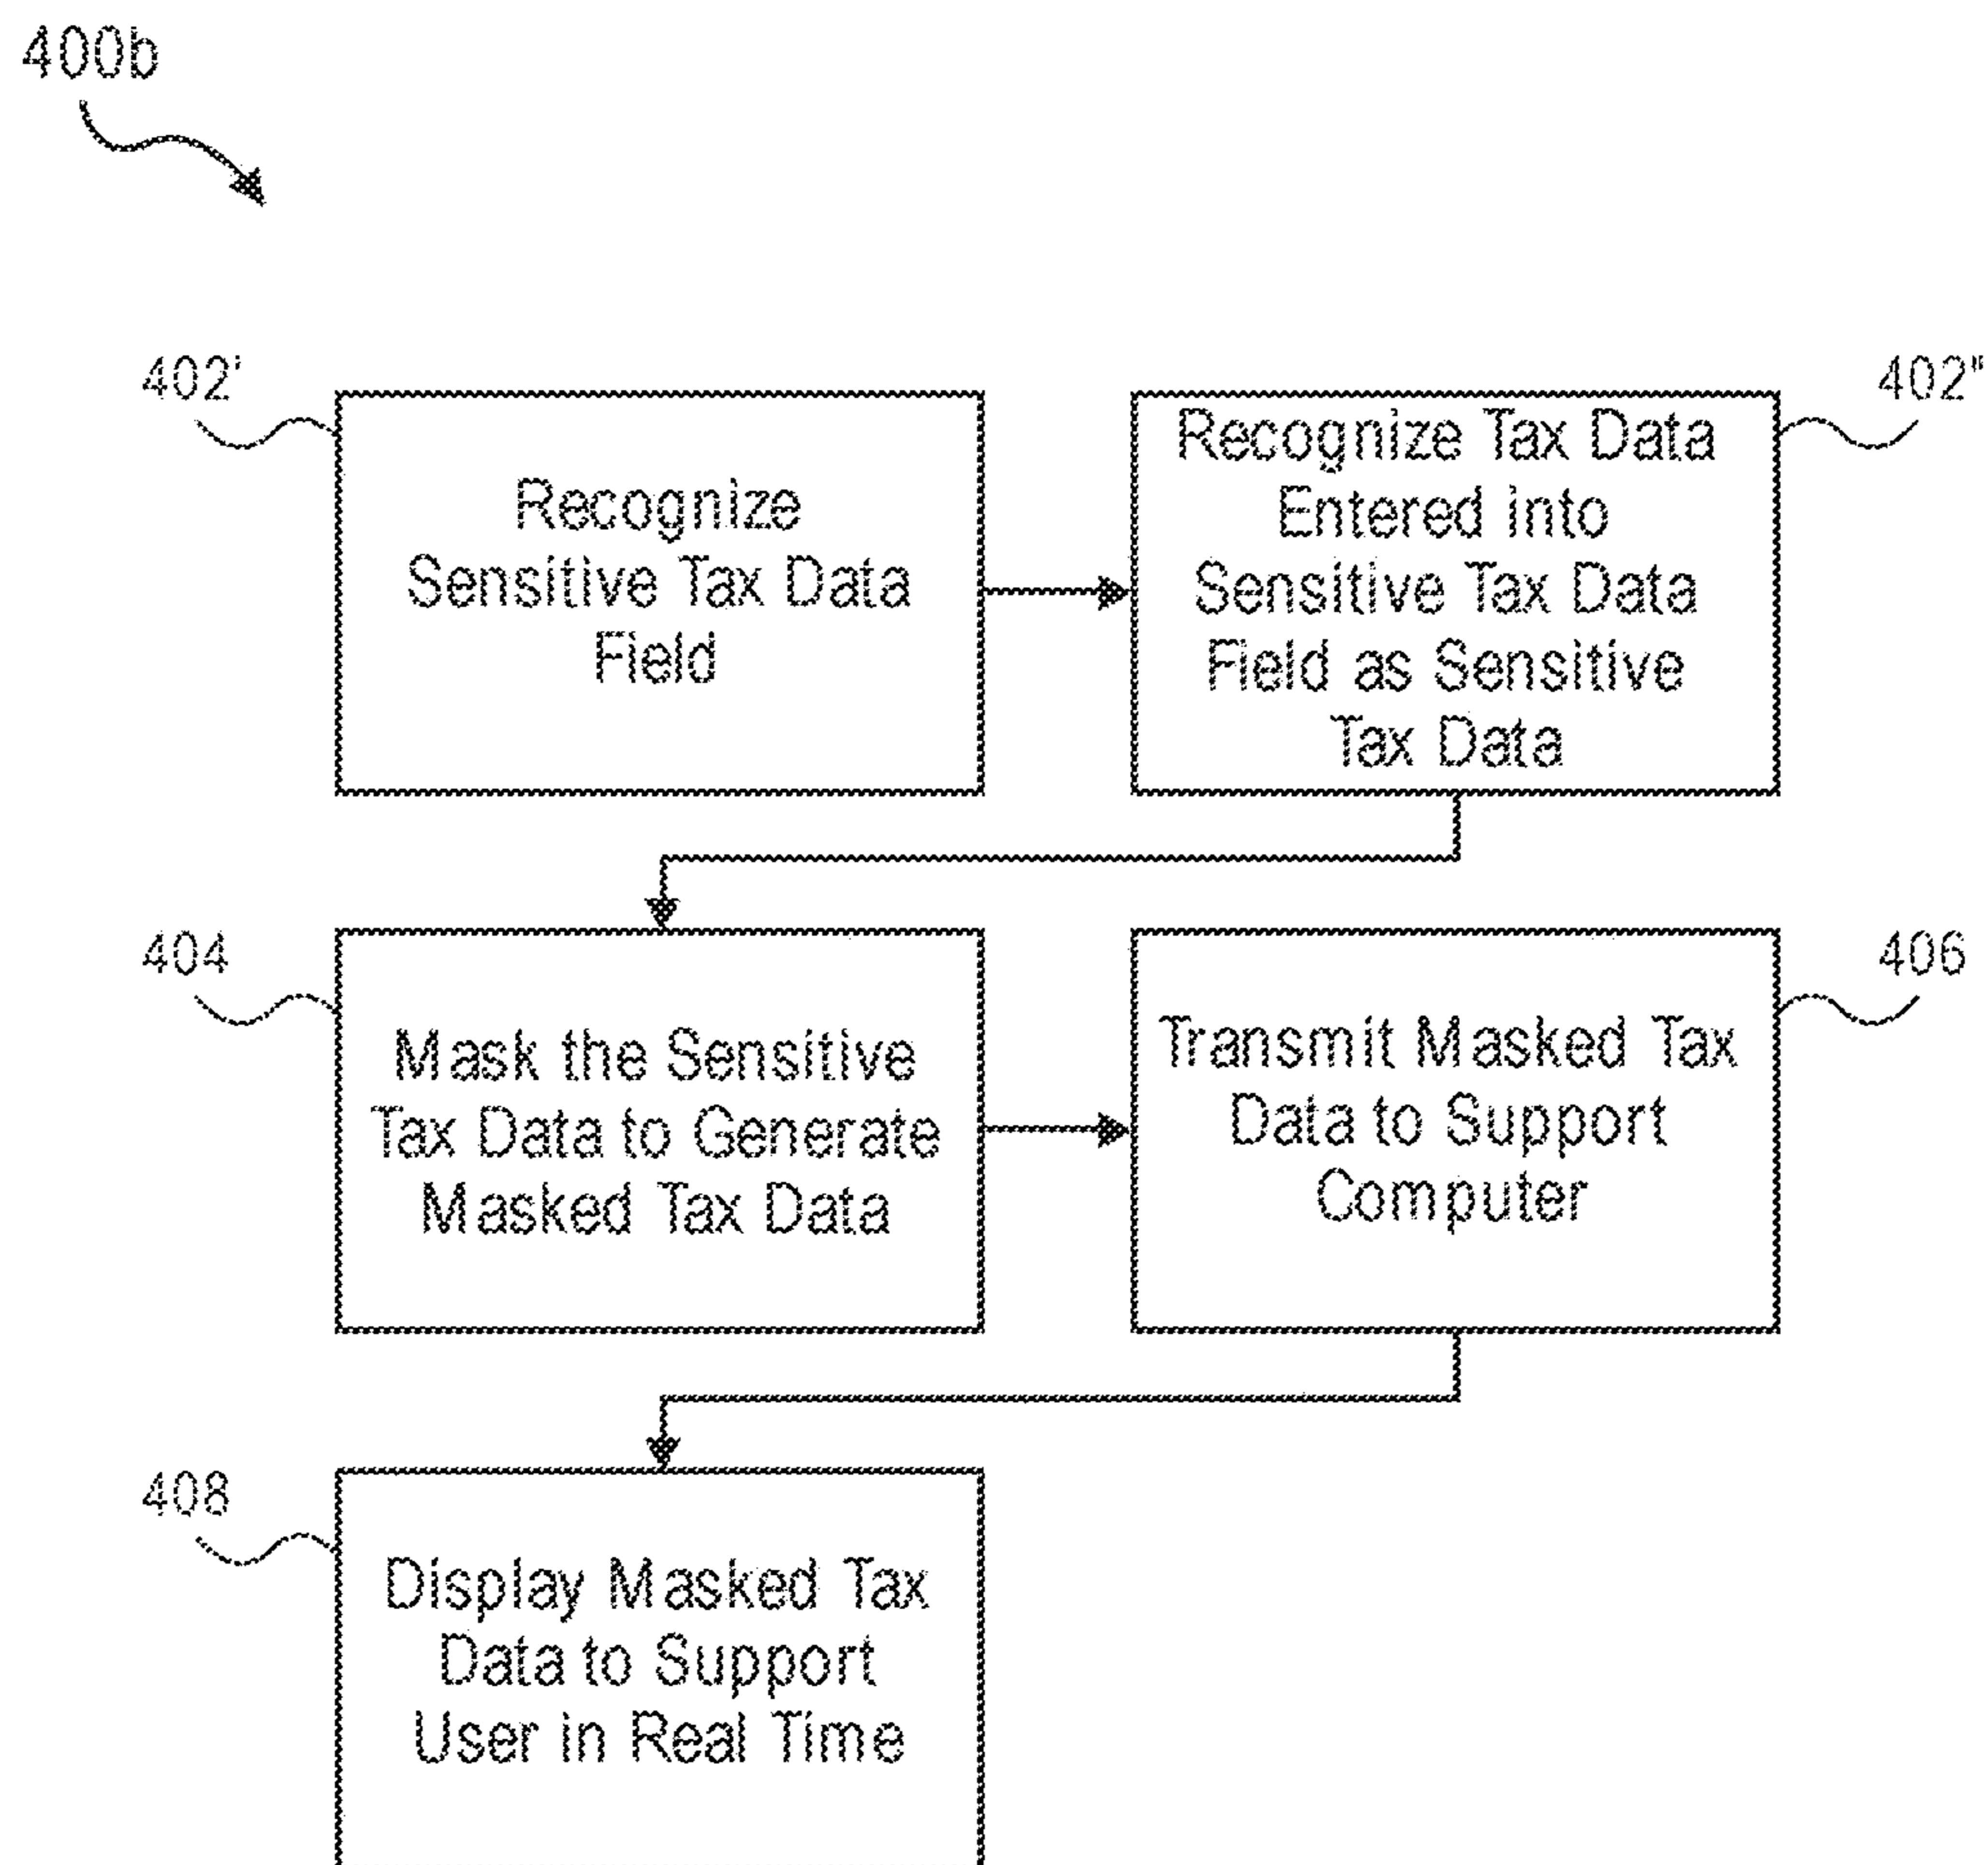 400b
402'
402"
Recognize
Sensitive Tax Data
Field
Recognize Tax Data
Entered into
Sensitive Tax Data
Field as Sensitive
Tax Data
404
406
Mask the Sensitive
Tax Data to Generate
Masked Tax Data
Transmit Masked Tax
Data to Support
Computer
408
Display Masked Tax
Data to Support
User in Real Time